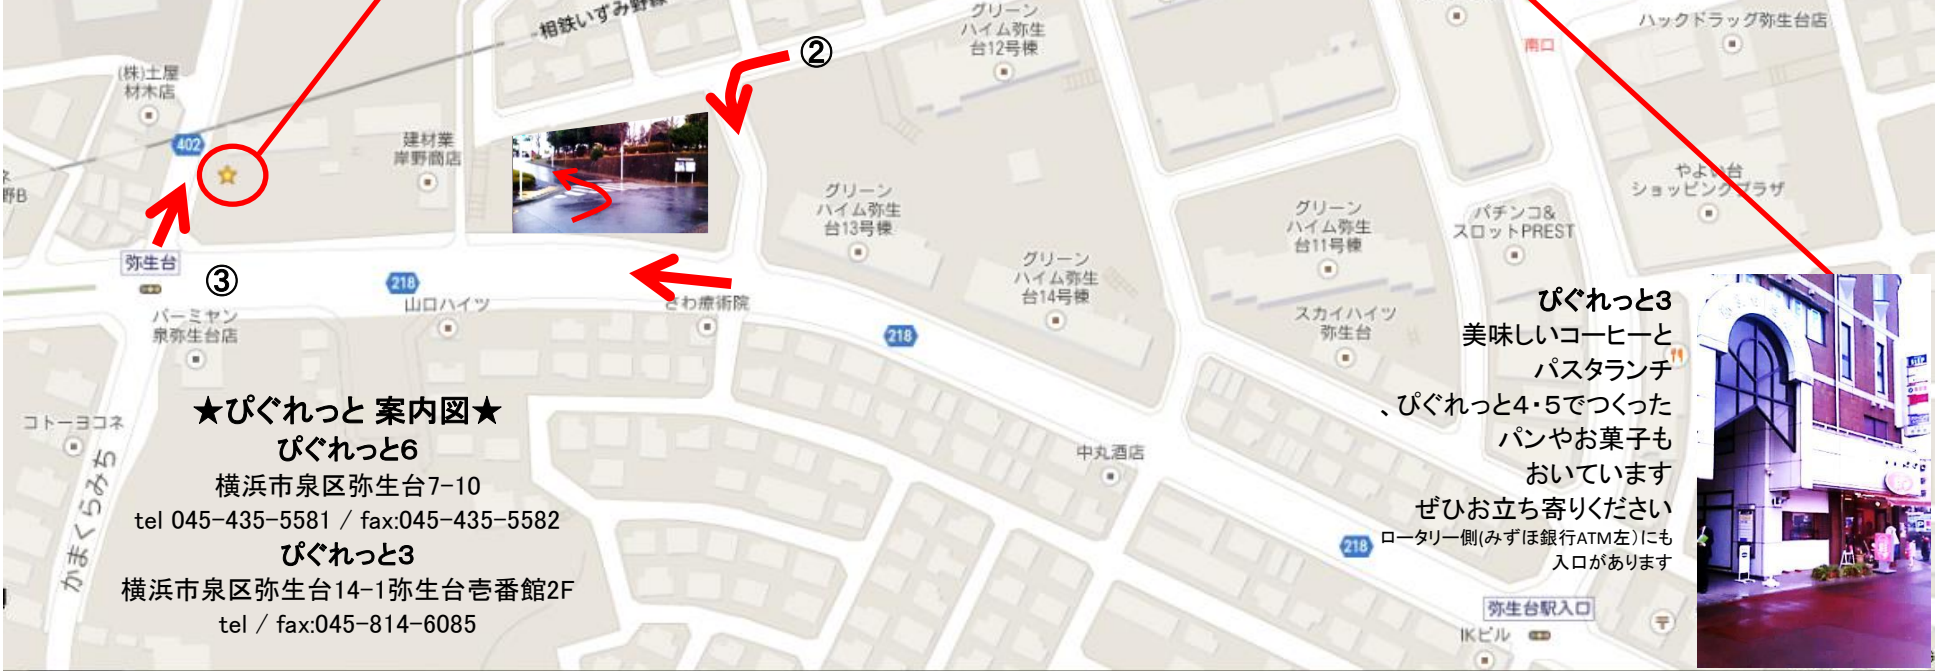 相鉄いずみ野線
②
グリーン
ハイム弥生
台12号棟
ハックドラッグ弥生台店
南口
(株)土屋
材木店
402
建材業
岸野商店
野B
グリーン
ハイム弥生
台13号棟
グリーン
ハイム弥生
台11号棟
パチンコ&
スロットPREST
やよい台
ショッピングプラザ
弥生台
③
218
山口ハイツ
さわ療術院
グリーン
ハイム弥生
台14号棟
218
スカイハイツ
弥生台
バーミヤン
泉弥生台店
コトーヨコネ
かまくらみち
中丸酒店
218
弥生台駅入口
IKビル
★ぴぐれっと 案内図★
ぴぐれっと6
横浜市泉区弥生台7-10
tel 045-435-5581 / fax:045-435-5582
ぴぐれっと3
横浜市泉区弥生台14-1弥生台壱番館2F
tel / fax:045-814-6085
ぴぐれっと3
美味しいコーヒーと
パスタランチ
、ぴぐれっと4・5でつくった
パンやお菓子も
おいています
ぜひお立ち寄りください
ロータリー側(みずほ銀行ATM左)にも
入口があります